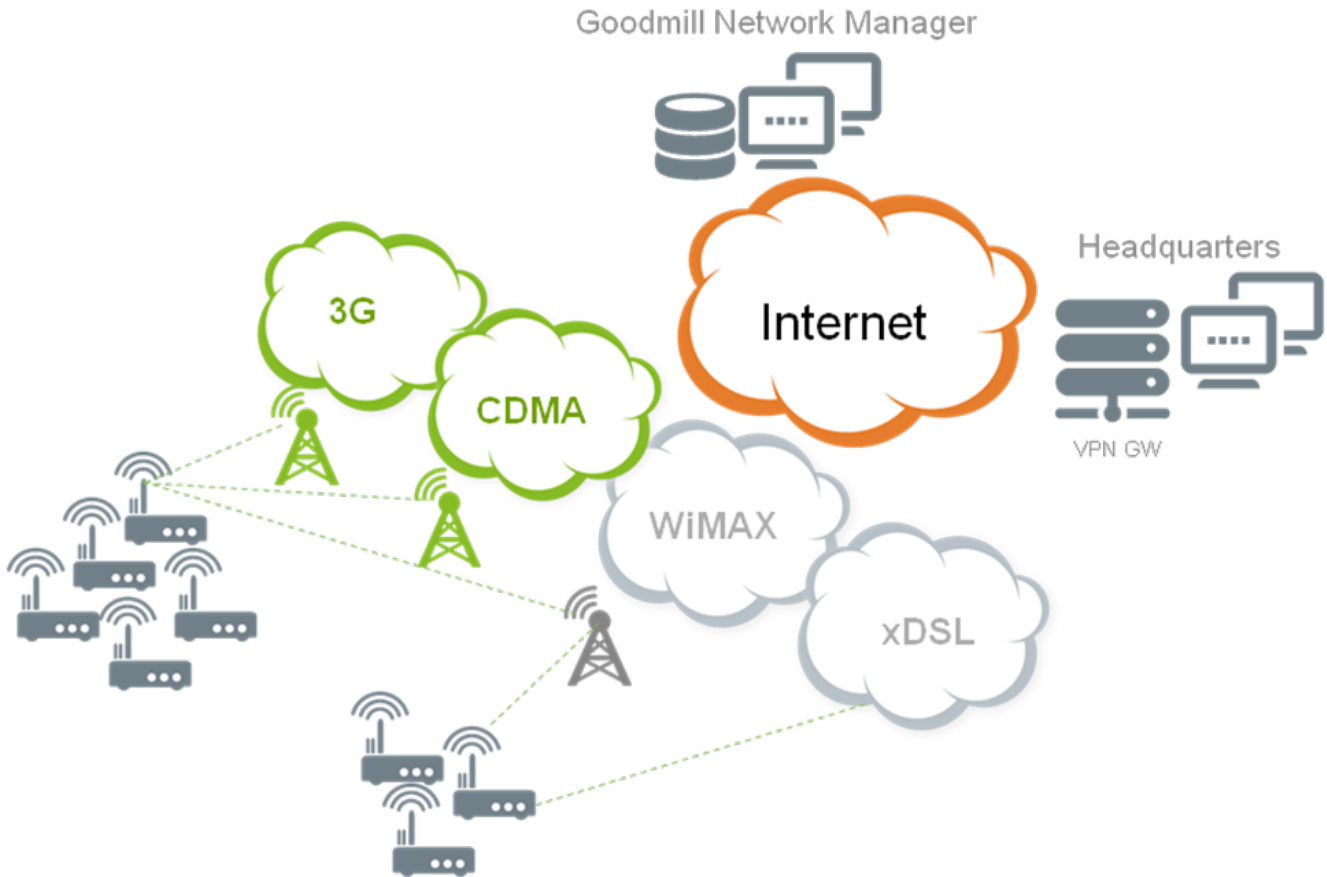 Goodmill Network Manager
Headquarters
3G
Internet
CDMA
VPN GW
WiMAX
xDSL